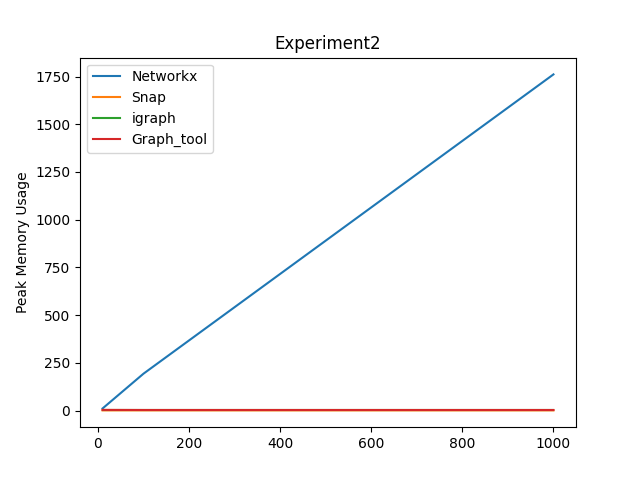 Experiment2
Networkx
Snap
igraph
Graph_tool
Peak Memory Usage
1750
1500
1250
1000
750
500
250
0
0 200 400 600 800 1000